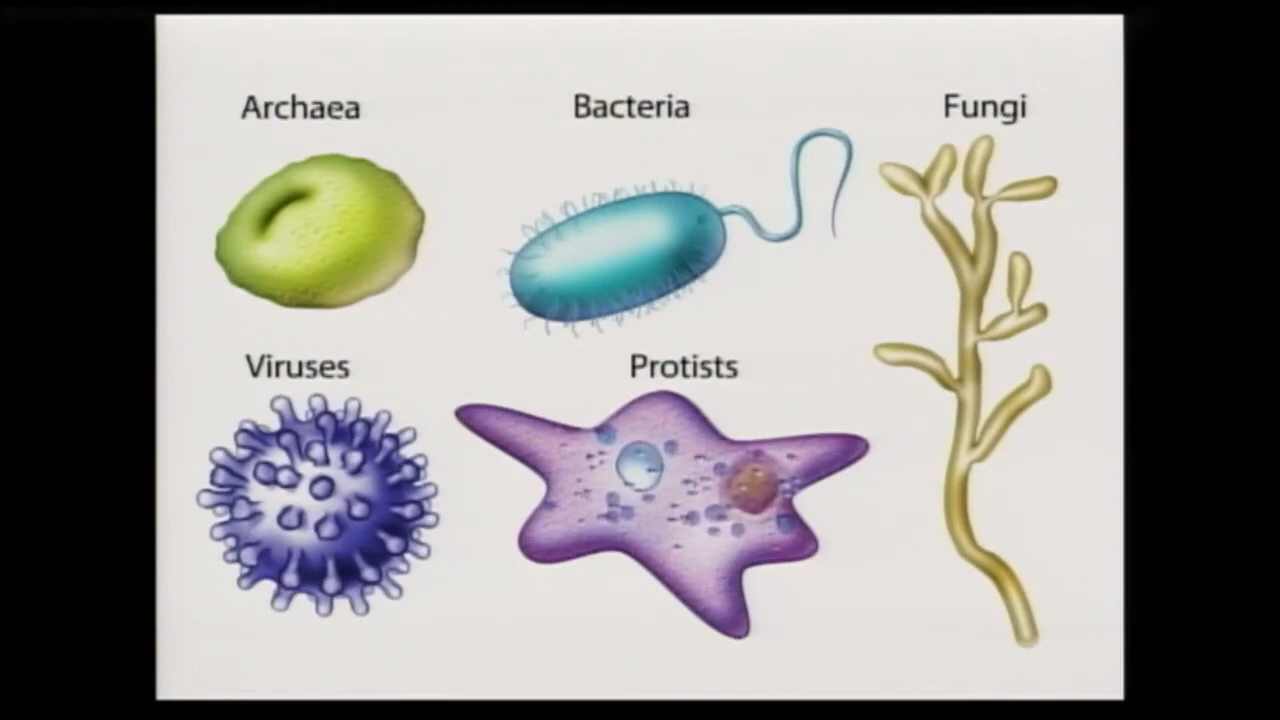 Archaea
Bacteria
Fungi
Viruses
Protists